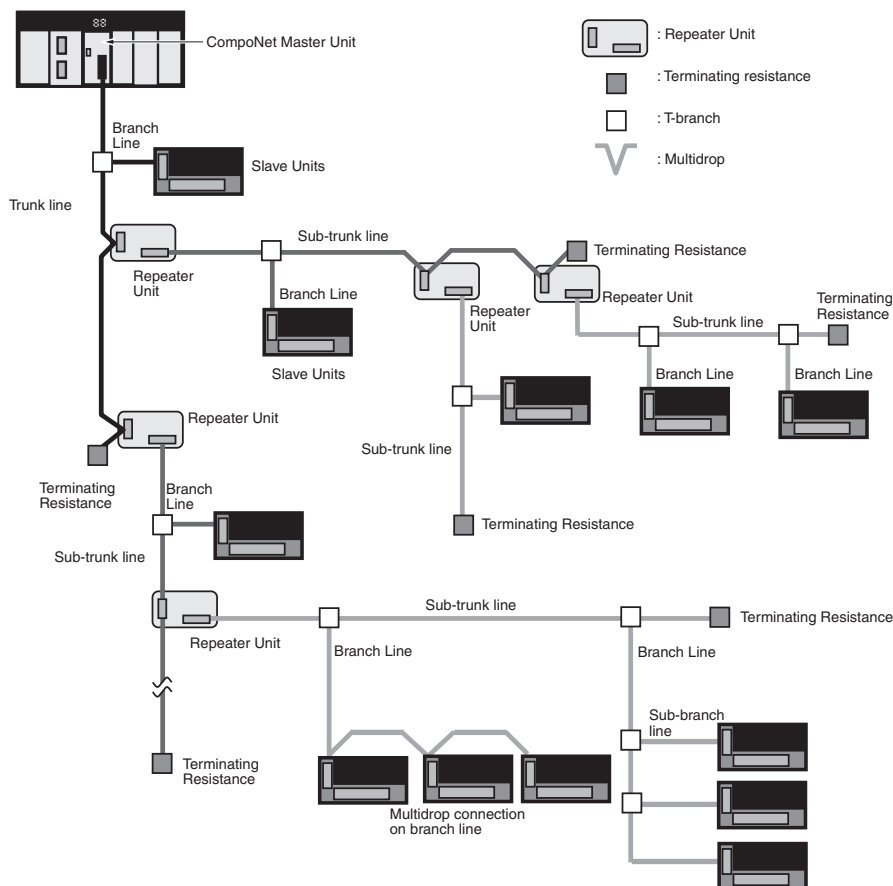 88
CompoNet Master Unit
: Repeater Unit
: Terminating resistance
: T-branch
: Multidrop
Branch
Line
Slave Units
Trunk line
Sub-trunk line
Terminating Resistance
Repeater
Unit
Branch Line
Slave Units
Repeater
Unit
Repeater Unit
Terminating
Resistance
Sub-trunk line
Branch Line
Branch Line
Repeater Unit
Sub-trunk line
Terminating
Resistance
Branch
Line
Terminating Resistance
Sub-trunk line
Sub-trunk line
Terminating Resistance
Repeater Unit
Branch Line
Branch Line
Sub-branch
line
Terminating
Resistance
Multidrop connection
on branch line